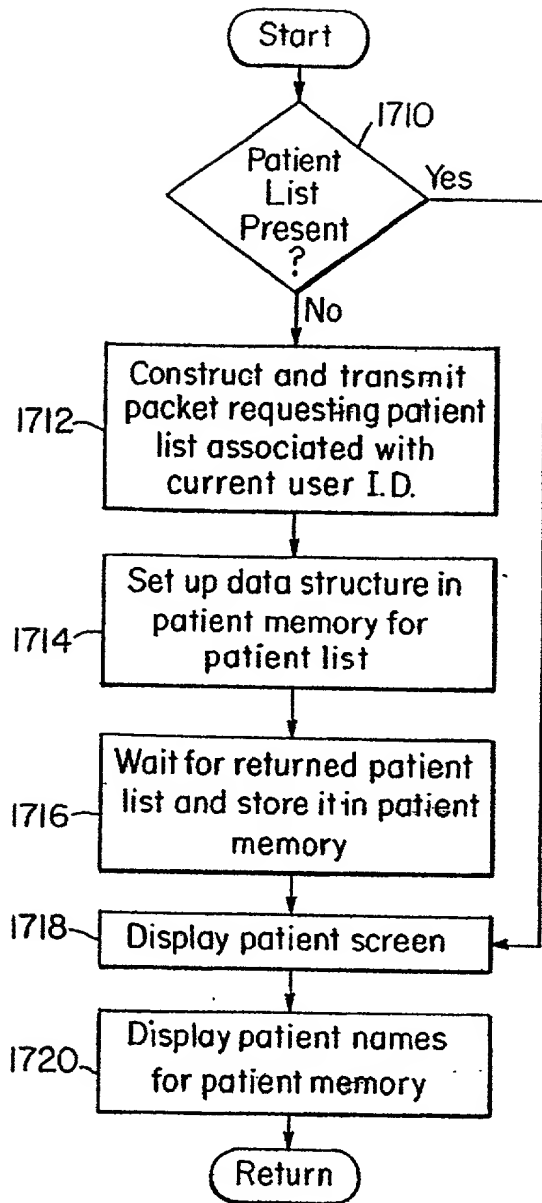 Start
1710
Patient
List
Present
?
Yes
No
1712
Construct and transmit
packet requesting patient
list associated with
current user I.D.
1714
Set up data structure in
patient memory for
patient list
1716
Wait for returned patient
list and store it in patient
memory
1718
Display patient screen
1720
Display patient names
for patient memory
Return